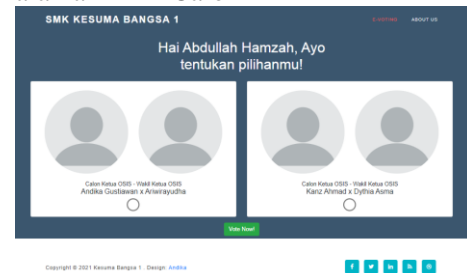 SMK KESUMA BANGSA 1
E-VOTING ABOUT US
Hai Abdullah Hamzah, Ayo
tentukan pilihanmu!
Calon Ketua OSIS - Wakil Ketua OSIS
Andika Gustiawan x Anwirayudha
Calon Ketua OSIS - Wakil Ketua OSIS
Kanz Ahmad x Dythia Asma
Vote Now!
Copyright © 2021 Kesuma Bangsa 1 . Design: Andika